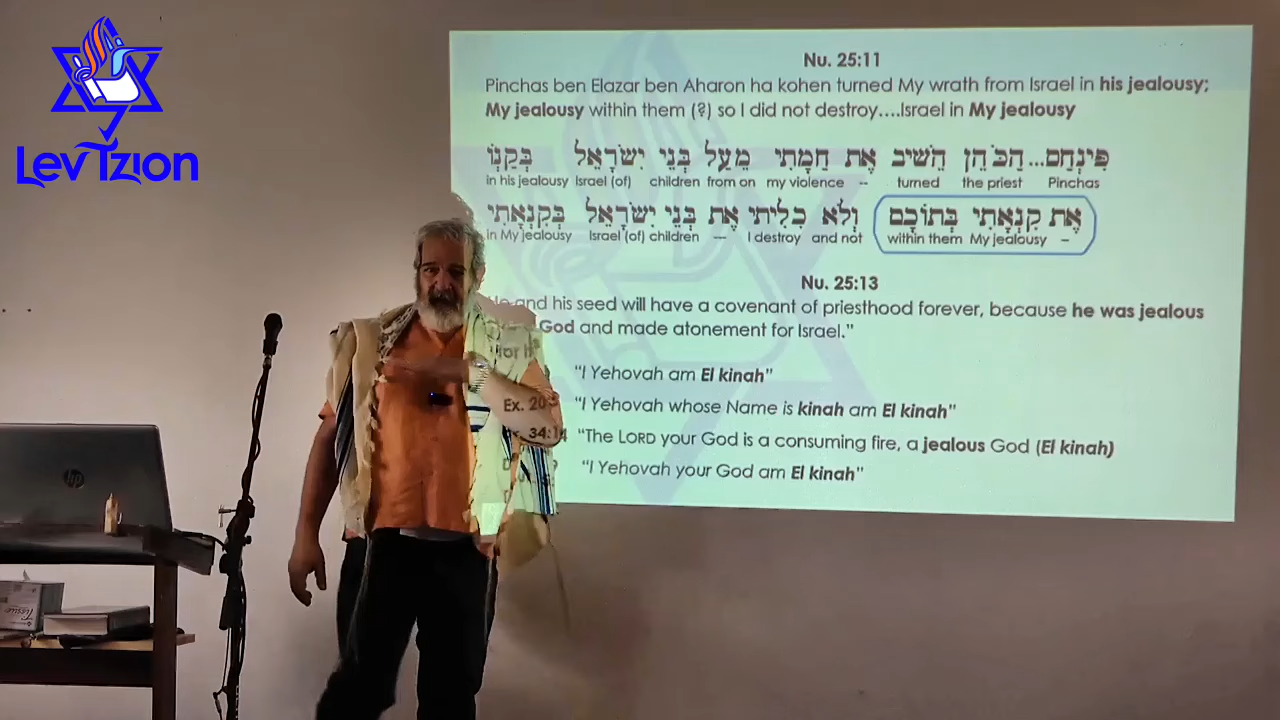 Lev Tzion
Nu. 25:11
Pinchas ben Elazar ben Aharon ha kohen turned My wrath from Israel in his jealousy;
My jealousy within them (?) so I did not destroy....Israel in My jealousy
פִּינְחָס...הַכֹּהֵן הֵשִׁיב אֶת חֲמָתִי מֵעַל בְּנֵי יִשְׂרָאֵל בְּקַנְאוֹ
in his jealousy Israel (of) children from on my violence -- turned the priest Pinchas
אֶת קִנְאָתִי בְּתוֹכָם וְלֹא כִלִּיתִי אֶת בְּנֵי יִשְׂרָאֵל בְּקִנְאָתִי
in My jealousy Israel (of) children --- I destroy and not within them My jealousy --
Nu. 25:13
and his seed will have a covenant of priesthood forever, because he was jealous
for h God and made atonement for Israel."
"I Yehovah am El kinah"
Ex. 20 "I Yehovah whose Name is kinah am El kinah"
34:14 "The LORD your God is a consuming fire, a jealous God (El kinah)
"I Yehovah your God am El kinah"
hp
Tissue